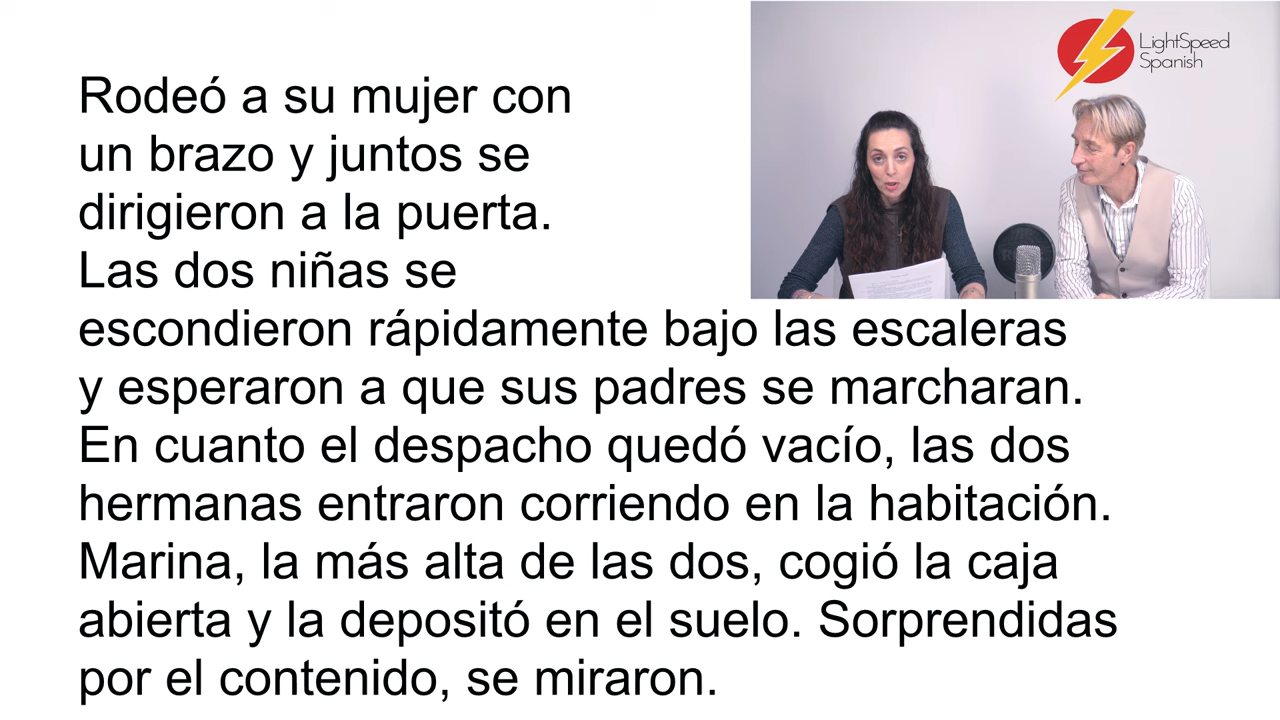 Rodeó a su mujer con
un brazo y juntos se
dirigieron a la puerta.
Las dos niñas se
escondieron rápidamente bajo las escaleras
y esperaron a que sus padres se marcharan.
En cuanto el despacho quedó vacío, las dos
hermanas entraron corriendo en la habitación.
Marina, la más alta de las dos, cogió la caja
abierta y la depositó en el suelo. Sorprendidas
por el contenido, se miraron.
LightSpeed
Spanish